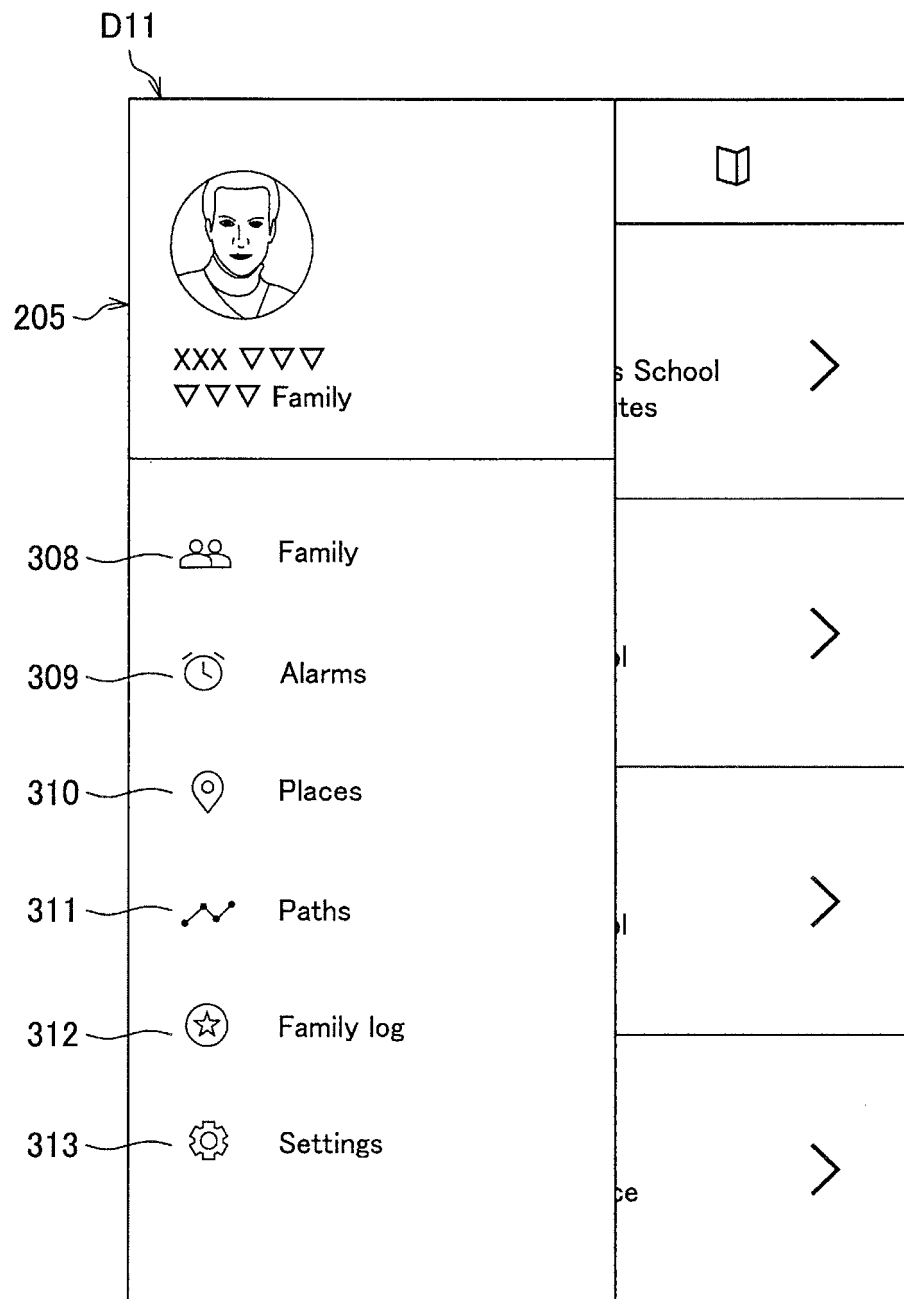 D11
205
XXX ▽▽▽
▽▽▽ Family
s School
tes
308 Family
309 Alarms
310 Places
311 Paths
312 Family log
313 Settings